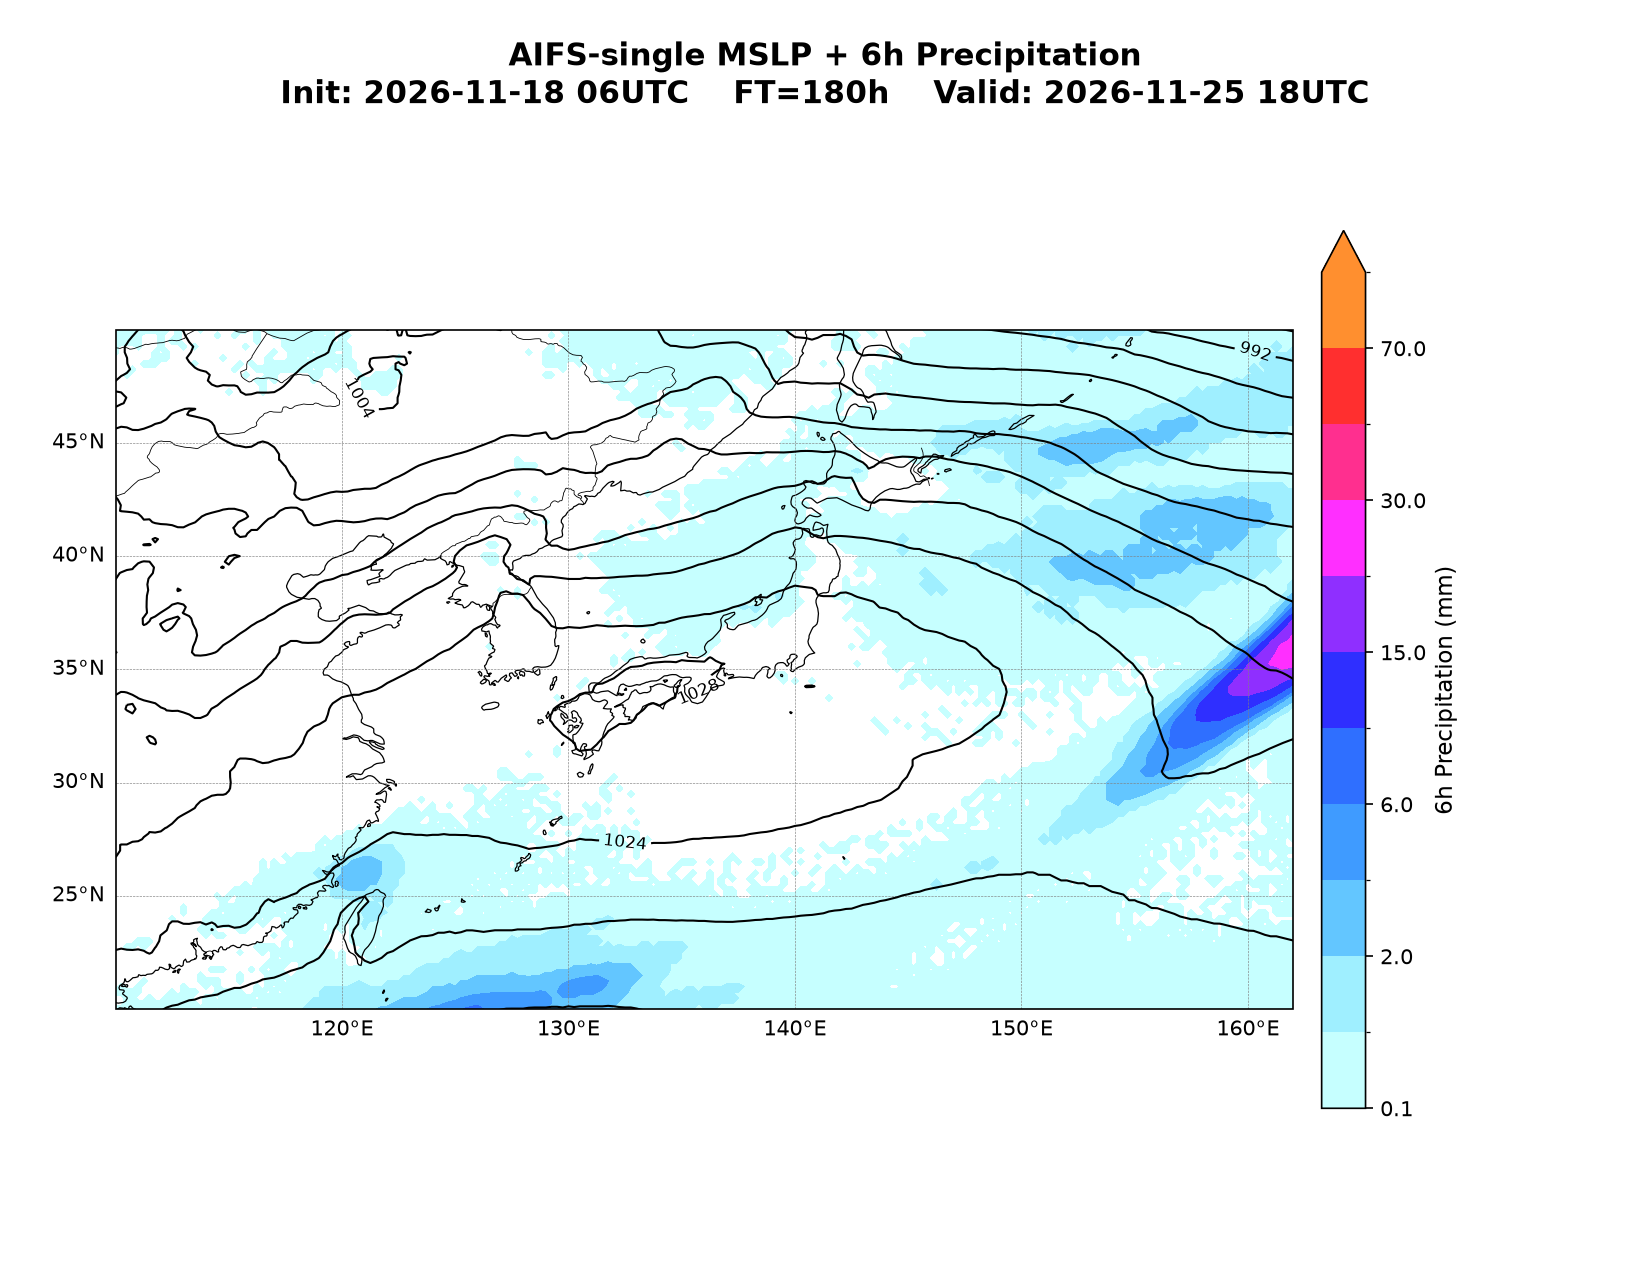 AIFS-single MSLP + 6h Precipitation
Init: 2026-11-18 06UTC    FT=180h    Valid: 2026-11-25 18UTC
992
1004
1028
1024
45°N
40°N
35°N
30°N
25°N
120°E
130°E
140°E
150°E
160°E
70.0
30.0
15.0
6.0
2.0
0.1
6h Precipitation (mm)